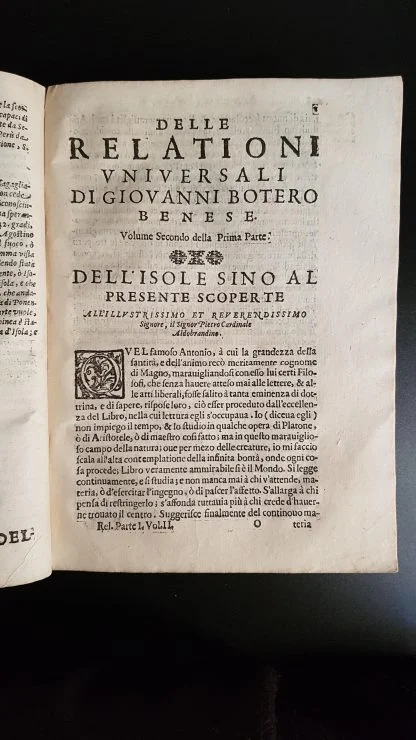 DELLE
RELATIONI
VNIVERSALI
DI GIOVANNI BOTERO
BENESE.
Volume Secondo della Prima Parte.
DELL'ISOLE SINO AL
PRESENTE SCOPERTE
ALL'ILLVSTRISSIMO ET REVERENDISSIMO
Signore, il Signor Pietro Cardinale
Aldobrandino.
QVEL famoso Antonio, à cui la grandezza della
santità, e dell'animo recò meritamente cognome
di Magno, marauigliandosi conesso lui certi Filo-
sofi, che senza hauere atteso mai alle lettere, & al-
le arti liberali, fosse salito à tanta eminenza di dot-
trina, e di sapere, rispose loro, ciò esser proceduto dall'eccellen-
za del Libro, nella cui lettura egli s'occupaua. Io (diceua egli)
non impiego il tempo, & lo studio in qualche opera di Platone,
ò di Aristotele, ò di maestro cosi fatto; ma in questo marauiglio-
so campo della natura; oue per mezo delle creature, io mi faccio
scala all'alta contemplatione della infinita bontà, onde ogni co-
sa procede; Libro veramente ammirabile si è il Mondo. Si legge
continuamente, e si studia; e non manca mai à chi v'attende, ma-
teria, ò d'esercitar l'ingegno, ò di pascer l'affetto. S'allarga à chi
pensa di restringerlo; s'affonda tuttauia più à chi crede d'hauer-
ne trouato il centro. Suggerisce finalmente del continouo ma-
Rel. Parte I. Vol. II. O teria
DEL-